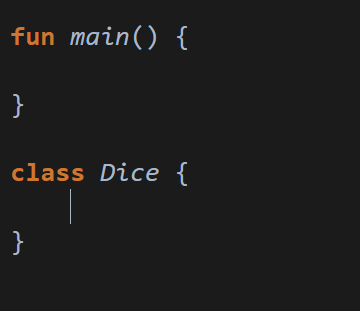 fun main() {
}
class Dice {
}